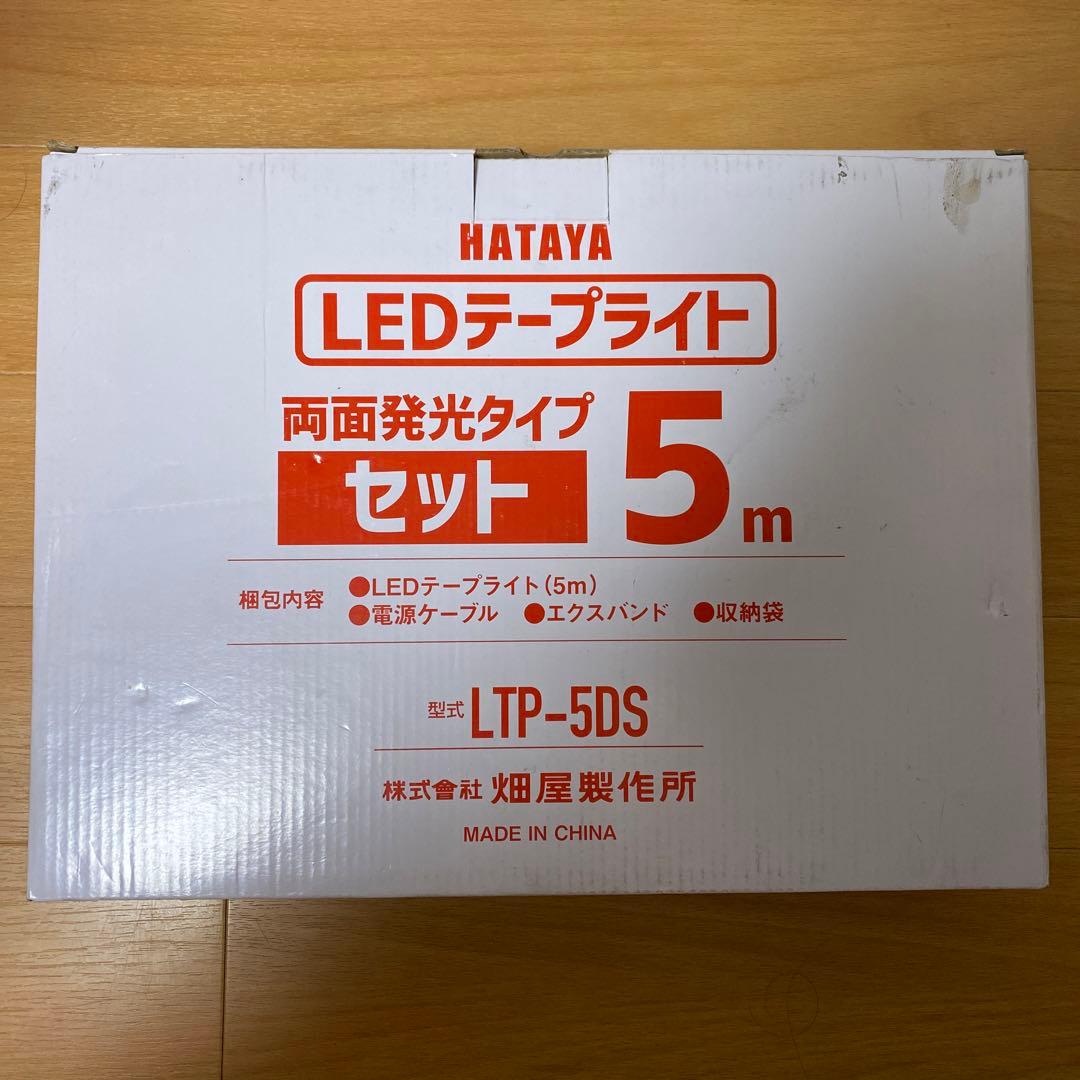 HATAYA
LEDテープライト
両面発光タイプ
セット
5m
梱包内容
●LEDテープライト(5m)
●電源ケーブル ●エクスバンド ●収納袋
型式 LTP-5DS
株式會社 畑屋製作所
MADE IN CHINA